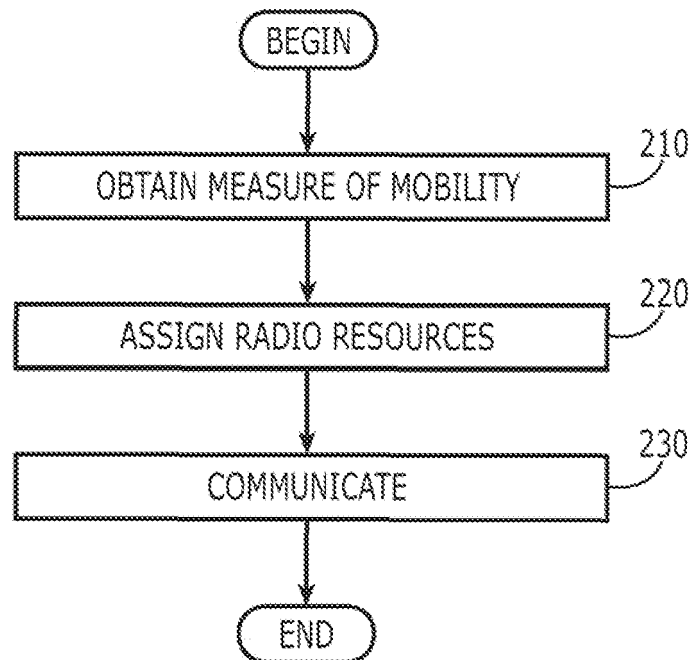 BEGIN
210
OBTAIN MEASURE OF MOBILITY
220
ASSIGN RADIO RESOURCES
230
COMMUNICATE
END